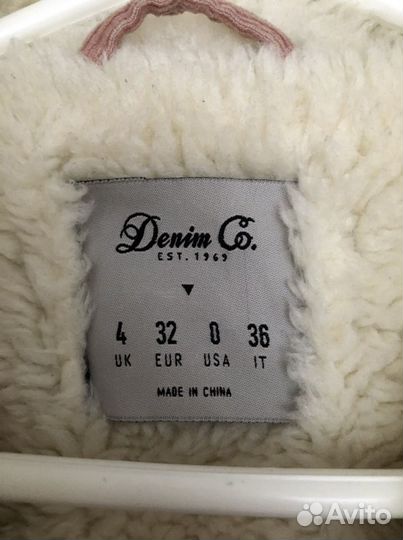 Denim Co.
EST. 1969
4 32 0 36
UK EUR USA IT
MADE IN CHINA
Avito